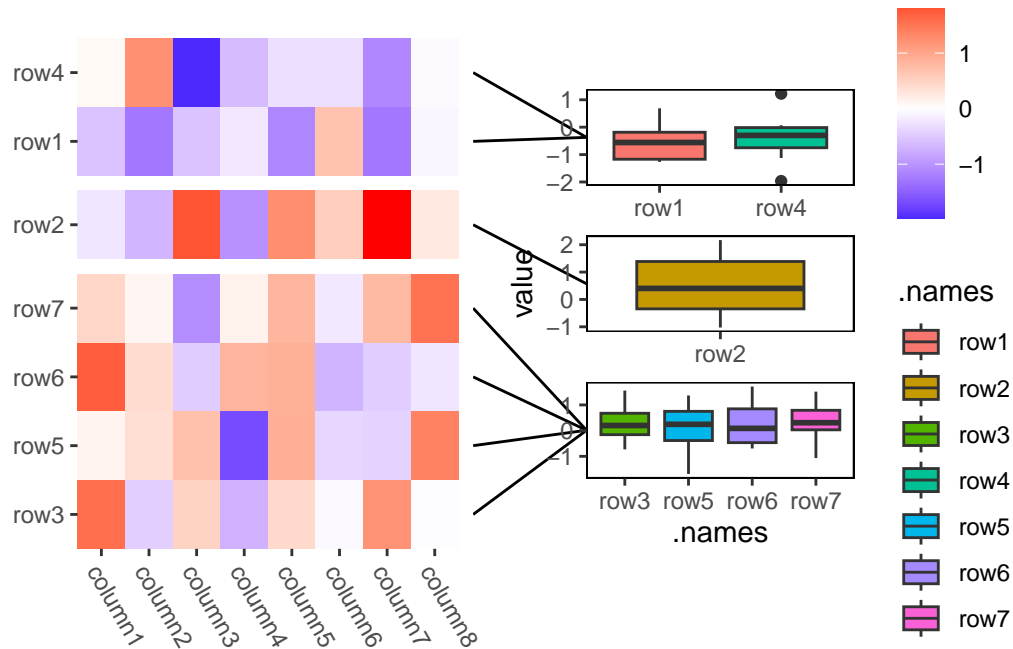 row4
row1
row2
row7
row6
row5
row3
column1
column2
column3
column4
column5
column6
column7
column8
1
0
−1
−2
row1 row4
value
2
1
0
−1
row2
1
0
−1
row3 row5 row6 row7
.names
1
0
−1
.names
row1
row2
row3
row4
row5
row6
row7